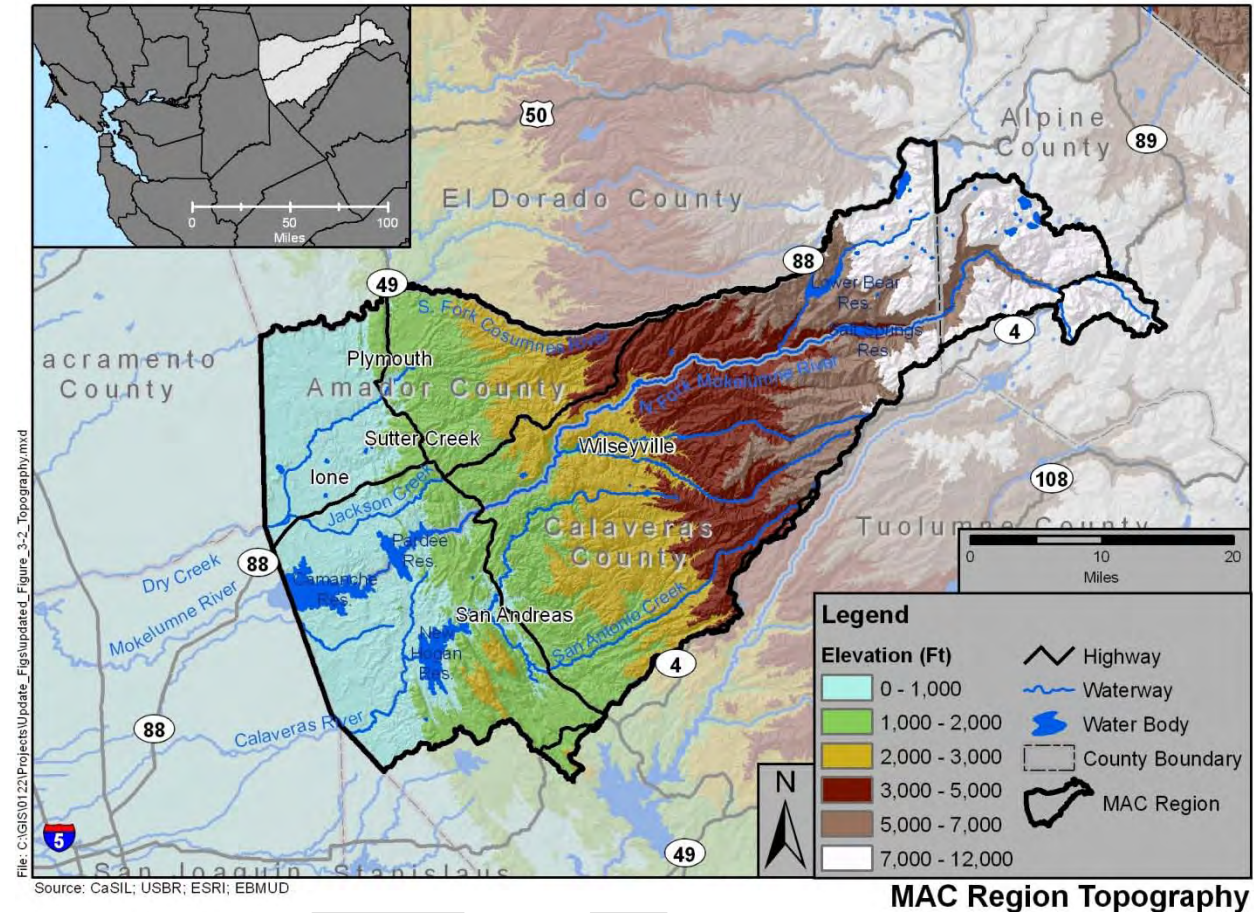 0
50
100
Miles
50
Alpine
County
89
El Dorado County
49
88
Lower Bear
Res.
S. Fork Cosumnes River
Salt Springs
Res.
4
acramento
County
Plymouth
Amador County
N Fork Mokelumne River
Sutter Creek
Wilseyville
Ione
Jackson Creek
108
Calaveras
County
Tuolumne County
Pardee
Res.
88
Dry Creek
Camanche
Res.
Mokelumne River
San Andreas
New
Hogan
Res.
San Antonio Creek
4
88
Calaveras River
49
5
San Joaquin
Stanislaus
0
10
20
Miles
Legend
Elevation (Ft)
0 - 1,000
1,000 - 2,000
2,000 - 3,000
3,000 - 5,000
5,000 - 7,000
7,000 - 12,000
Highway
Waterway
Water Body
County Boundary
MAC Region
N
File: C:\GIS\0122\Projects\Update_Figs\updated_Figure_3-2_Topography.mxd
Source: CaSIL; USBR; ESRI; EBMUD
MAC Region Topography